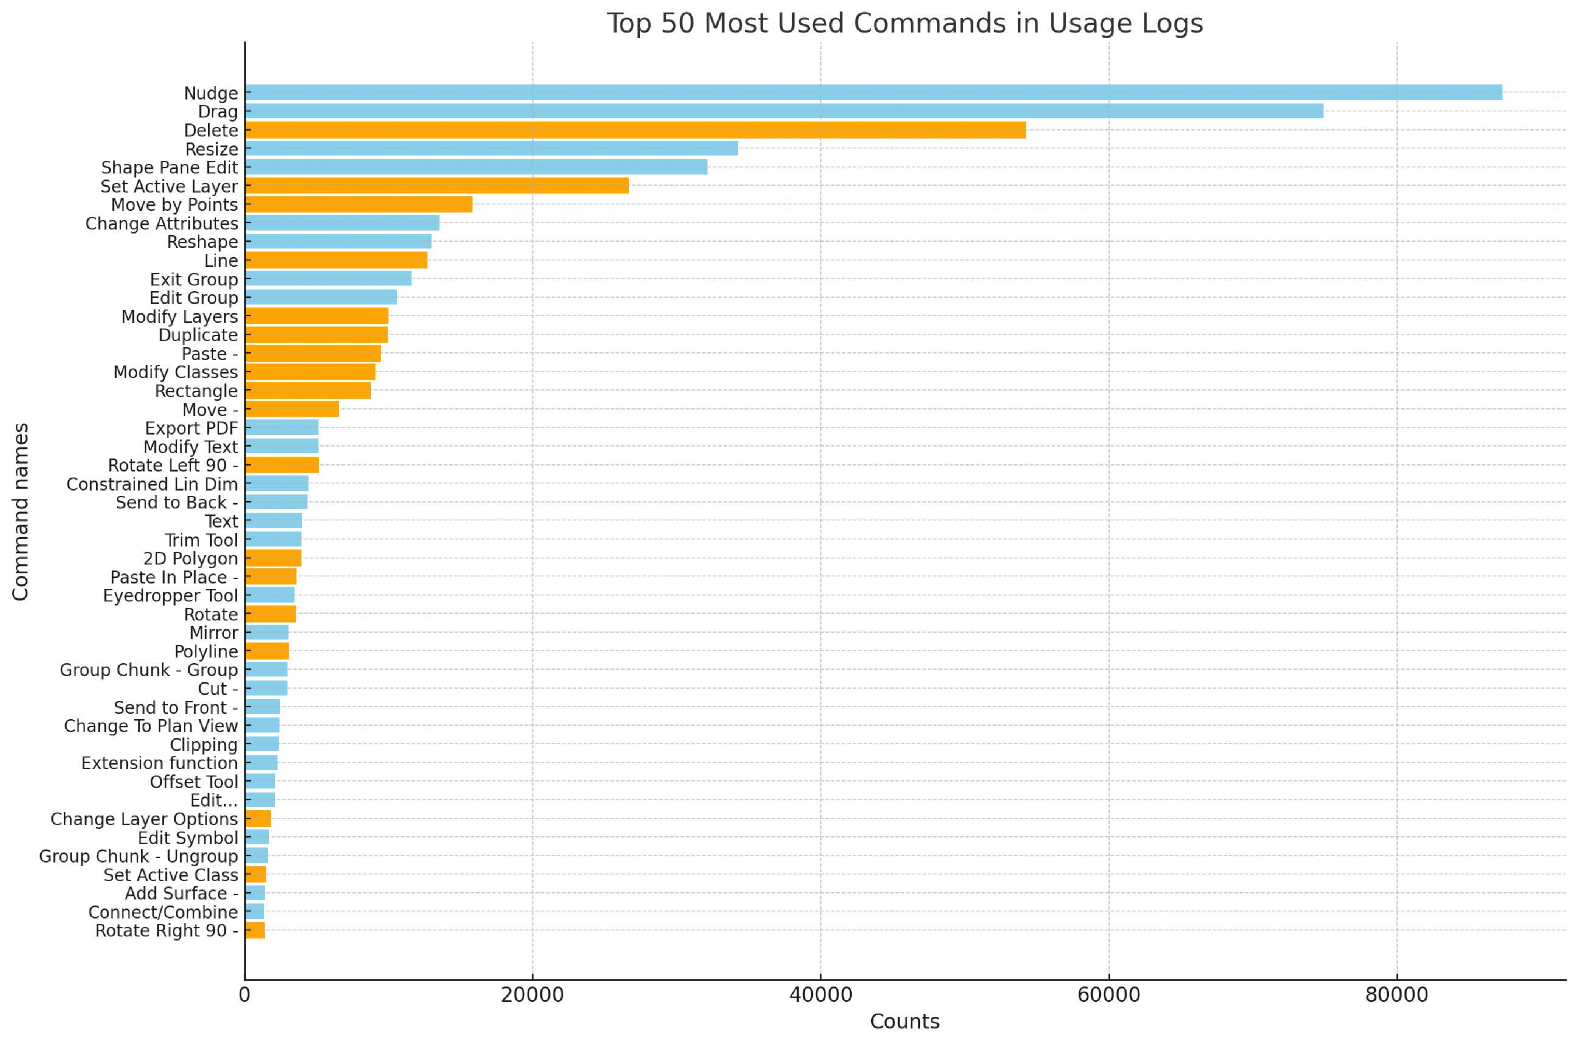 Top 50 Most Used Commands in Usage Logs
Command names
Nudge
Drag
Delete
Resize
Shape Pane Edit
Set Active Layer
Move by Points
Change Attributes
Reshape
Line
Exit Group
Edit Group
Modify Layers
Duplicate
Paste -
Modify Classes
Rectangle
Move -
Export PDF
Modify Text
Rotate Left 90 -
Constrained Lin Dim
Send to Back -
Text
Trim Tool
2D Polygon
Paste In Place -
Eyedropper Tool
Rotate
Mirror
Polyline
Group Chunk - Group
Cut -
Send to Front -
Change To Plan View
Clipping
Extension function
Offset Tool
Edit...
Change Layer Options
Edit Symbol
Group Chunk - Ungroup
Set Active Class
Add Surface -
Connect/Combine
Rotate Right 90 -
0 20000 40000 60000 80000
Counts